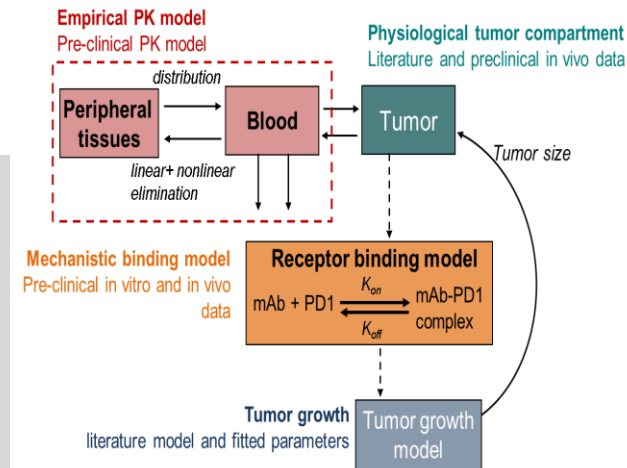 Empirical PK model
Pre-clinical PK model
Physiological tumor compartment
Literature and preclinical in vivo data
distribution
Peripheral
tissues
Blood
Tumor
linear+ nonlinear
elimination
Tumor size
Mechanistic binding model
Pre-clinical in vitro and in vivo
data
Receptor binding model
mAb + PD1
Kon
Koff
mAb-PD1
complex
Tumor growth
literature model and fitted parameters
Tumor growth
model